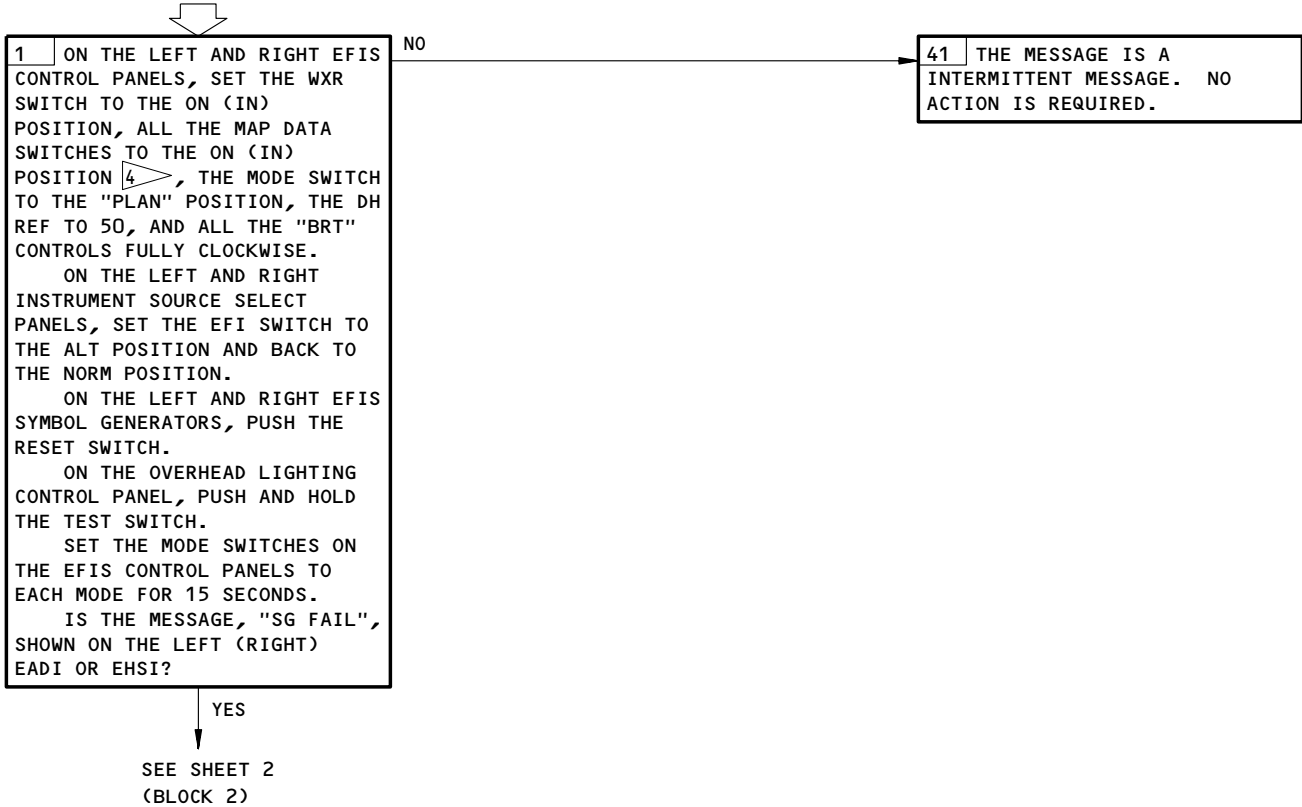 1 ON THE LEFT AND RIGHT EFIS
CONTROL PANELS, SET THE WXR
SWITCH TO THE ON (IN)
POSITION, ALL THE MAP DATA
SWITCHES TO THE ON (IN)
POSITION 4 , THE MODE SWITCH
TO THE "PLAN" POSITION, THE DH
REF TO 50, AND ALL THE "BRT"
CONTROLS FULLY CLOCKWISE.
ON THE LEFT AND RIGHT
INSTRUMENT SOURCE SELECT
PANELS, SET THE EFI SWITCH TO
THE ALT POSITION AND BACK TO
THE NORM POSITION.
ON THE LEFT AND RIGHT EFIS
SYMBOL GENERATORS, PUSH THE
RESET SWITCH.
ON THE OVERHEAD LIGHTING
CONTROL PANEL, PUSH AND HOLD
THE TEST SWITCH.
SET THE MODE SWITCHES ON
THE EFIS CONTROL PANELS TO
EACH MODE FOR 15 SECONDS.
IS THE MESSAGE, "SG FAIL",
SHOWN ON THE LEFT (RIGHT)
EADI OR EHSI?
NO
41 THE MESSAGE IS A
INTERMITTENT MESSAGE. NO
ACTION IS REQUIRED.
YES
SEE SHEET 2
(BLOCK 2)